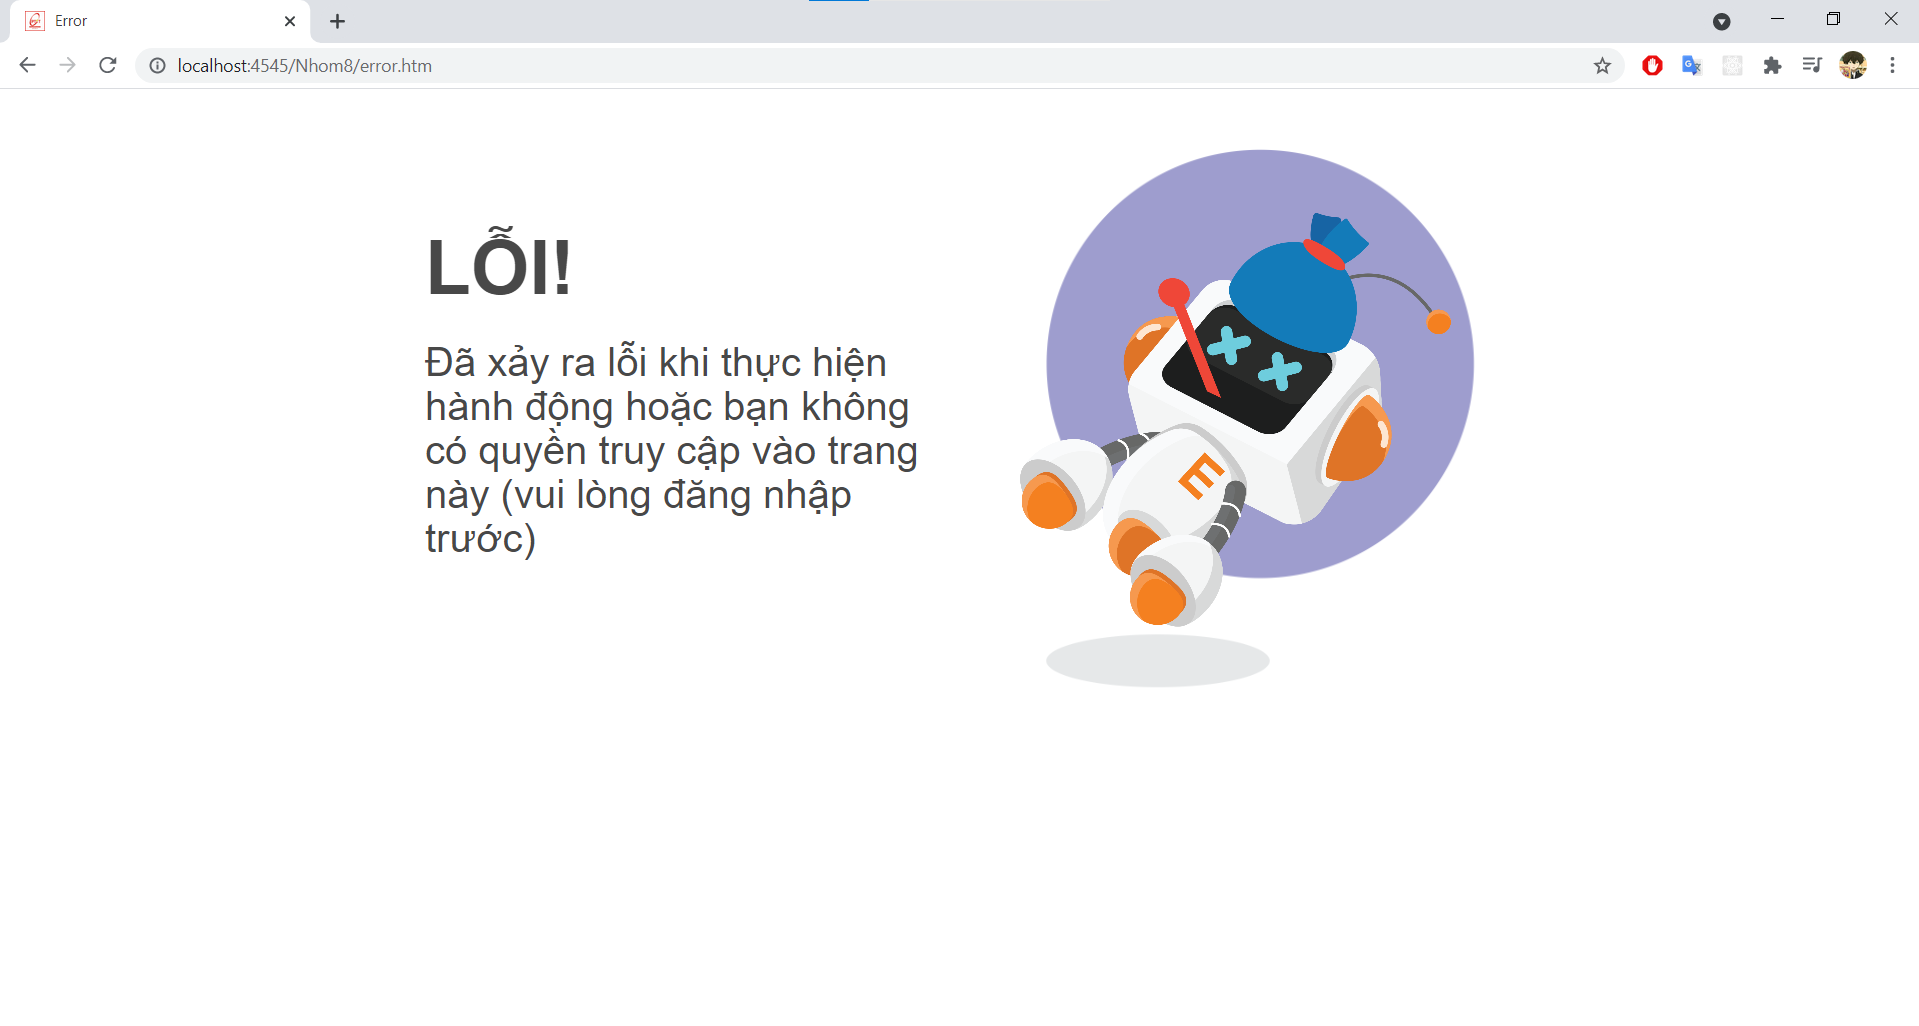 Error
localhost:4545/Nhom8/error.htm
LỖI!
Đã xảy ra lỗi khi thực hiện
hành động hoặc bạn không
có quyền truy cập vào trang
này (vui lòng đăng nhập
trước)
E